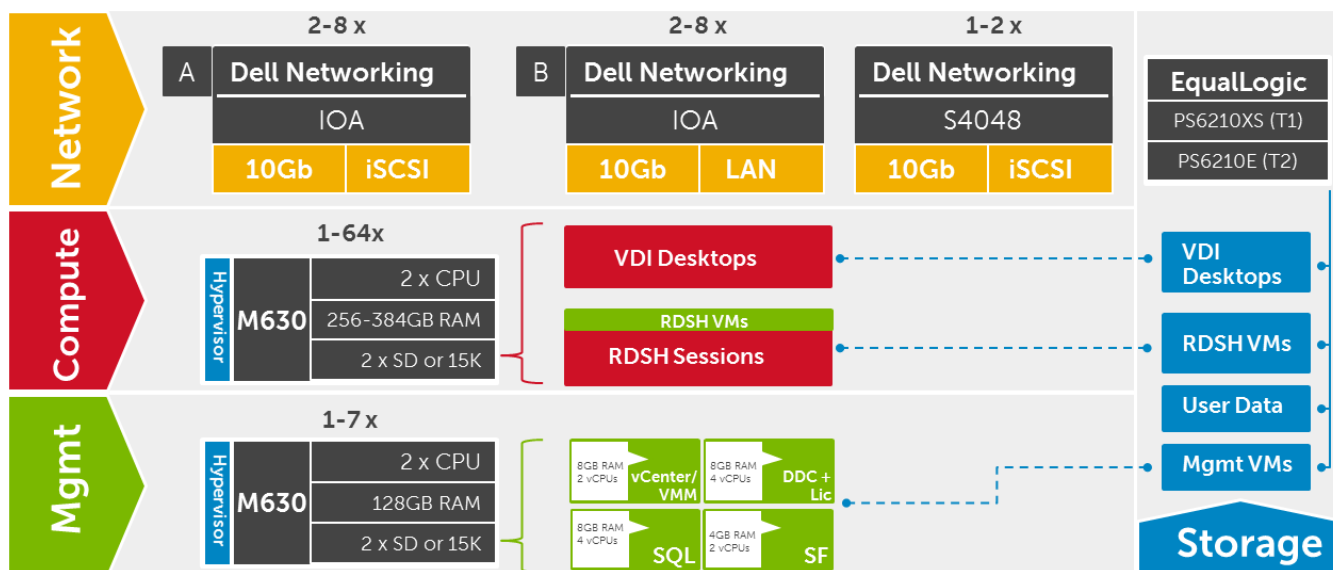 Network
2-8 x
A
Dell Networking
IOA
10Gb
iSCSI
2-8 x
B
Dell Networking
IOA
10Gb
LAN
1-2 x
Dell Networking
S4048
10Gb
iSCSI
EqualLogic
PS6210XS (T1)
PS6210E (T2)
Compute
1-64x
Hypervisor
M630
2 x CPU
256-384GB RAM
2 x SD or 15K
VDI Desktops
RDSH VMs
RDSH Sessions
VDI
Desktops
RDSH VMs
User Data
Mgmt VMs
Storage
Mgmt
1-7 x
Hypervisor
M630
2 x CPU
128GB RAM
2 x SD or 15K
8GB RAM
2 vCPUs
vCenter/
VMM
8GB RAM
4 vCPUs
DDC +
Lic
8GB RAM
4 vCPUs
SQL
4GB RAM
2 vCPUs
SF